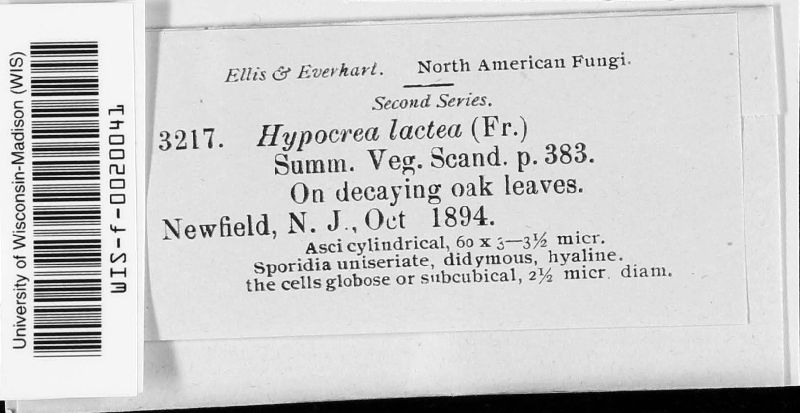 University of Wisconsin-Madison (WIS)
WIS-f-0020041
Ellis & Everhart. North American Fungi.
Second Series.
3217. Hypocrea lactea (Fr.)
Summ. Veg. Scand. p. 383.
On decaying oak leaves.
Newfield, N. J., Oct 1894.
Asci cylindrical, 60 x 3—3½ micr.
Sporidia uniseriate, didymous, hyaline.
the cells globose or subcubical, 2½ micr. diam.